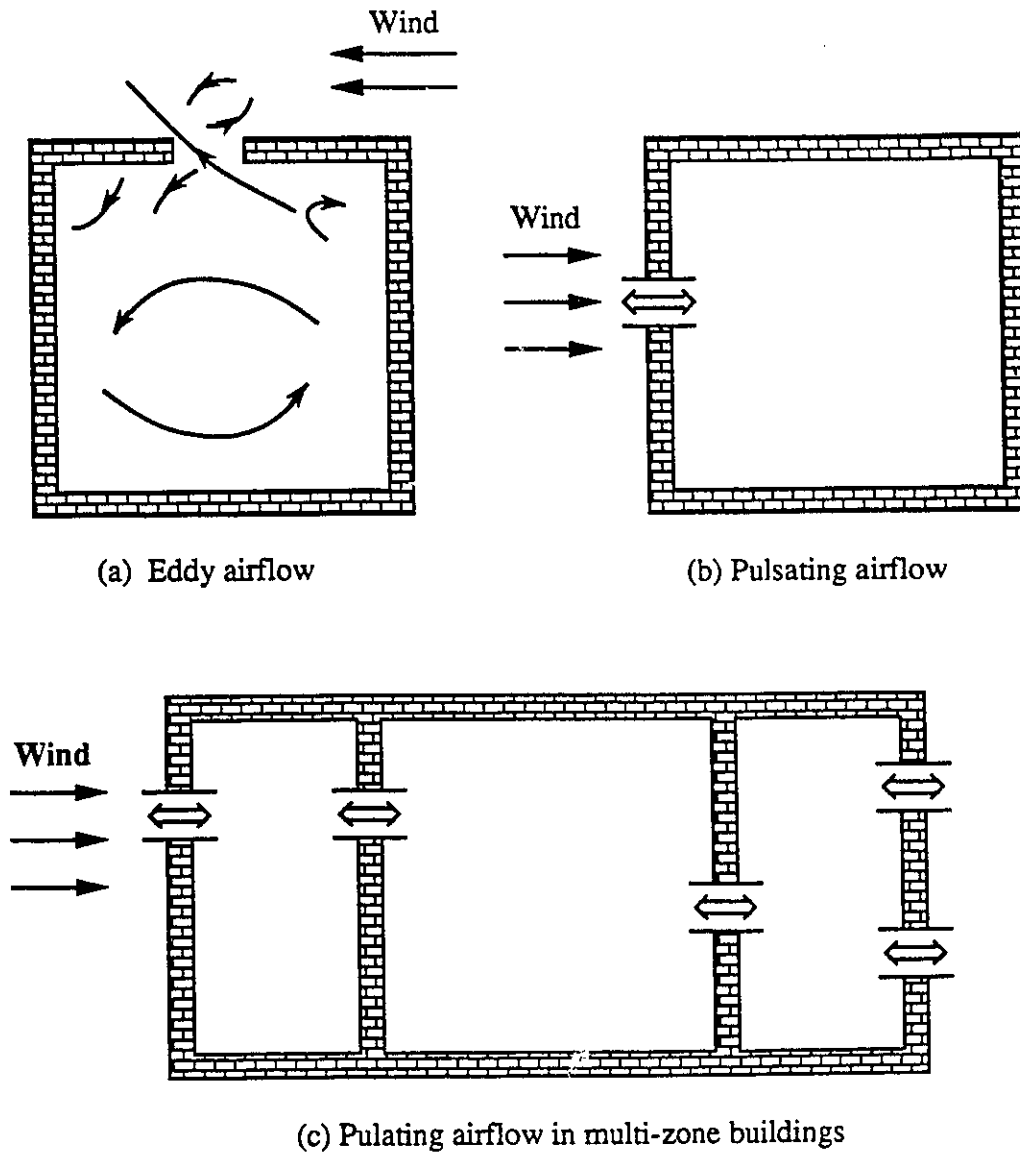 Wind
Wind
(a) Eddy airflow
(b) Pulsating airflow
Wind
(c) Pulating airflow in multi-zone buildings